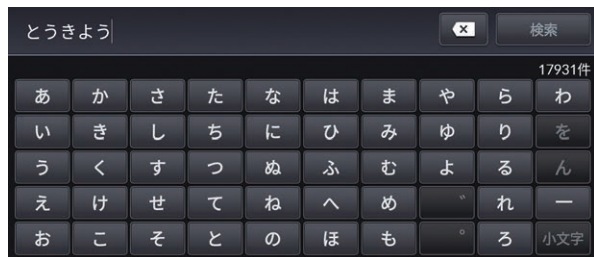 とうきよう
検索
17931件
あ か さ た な は ま や ら わ
い き し ち に ひ み ゆ り を
う く す つ ぬ ふ む よ る ん
え け せ て ね へ め ゛ れ ー
お こ そ と の ほ も ゜ ろ 小文字